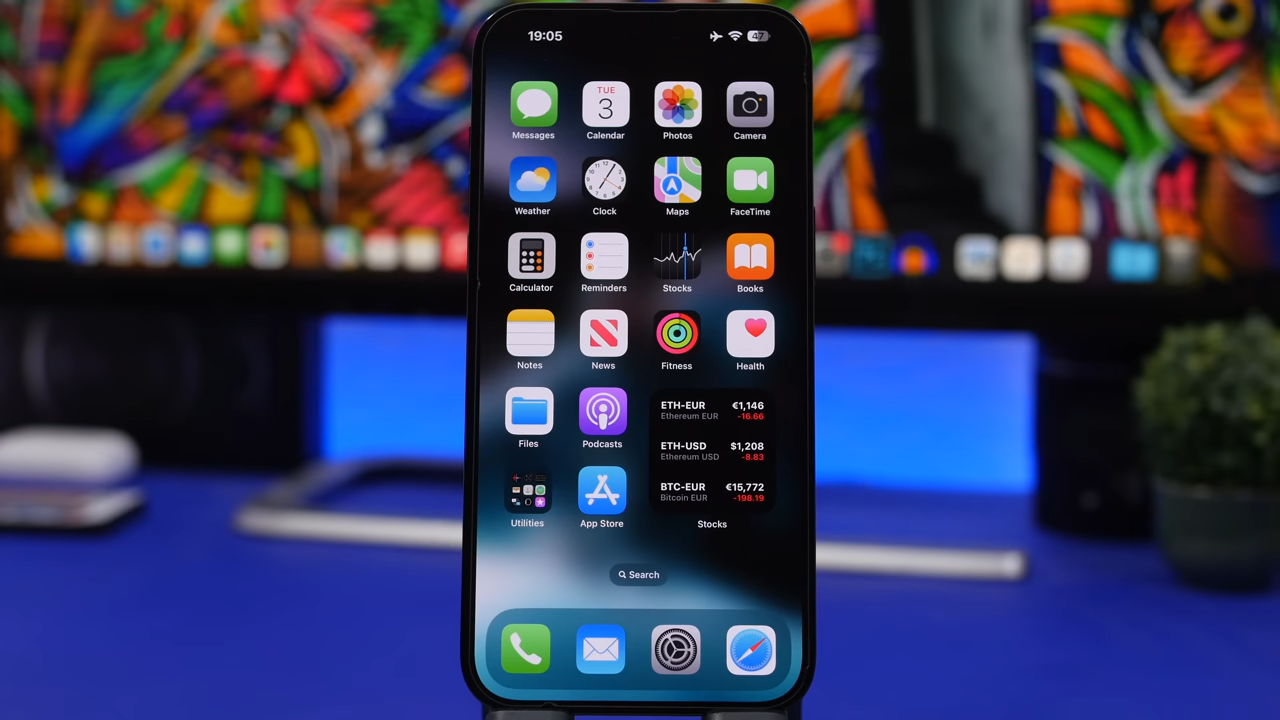 19:05 47
TUE
3
Messages Calendar Photos Camera
Weather Clock Maps FaceTime
Calculator Reminders Stocks Books
Notes News Fitness Health
Files Podcasts
ETH-EUR €1,146
Ethereum EUR -16.66
ETH-USD $1,208
Ethereum USD -8.83
BTC-EUR €15,772
Bitcoin EUR -198.19
Utilities App Store Stocks
Search